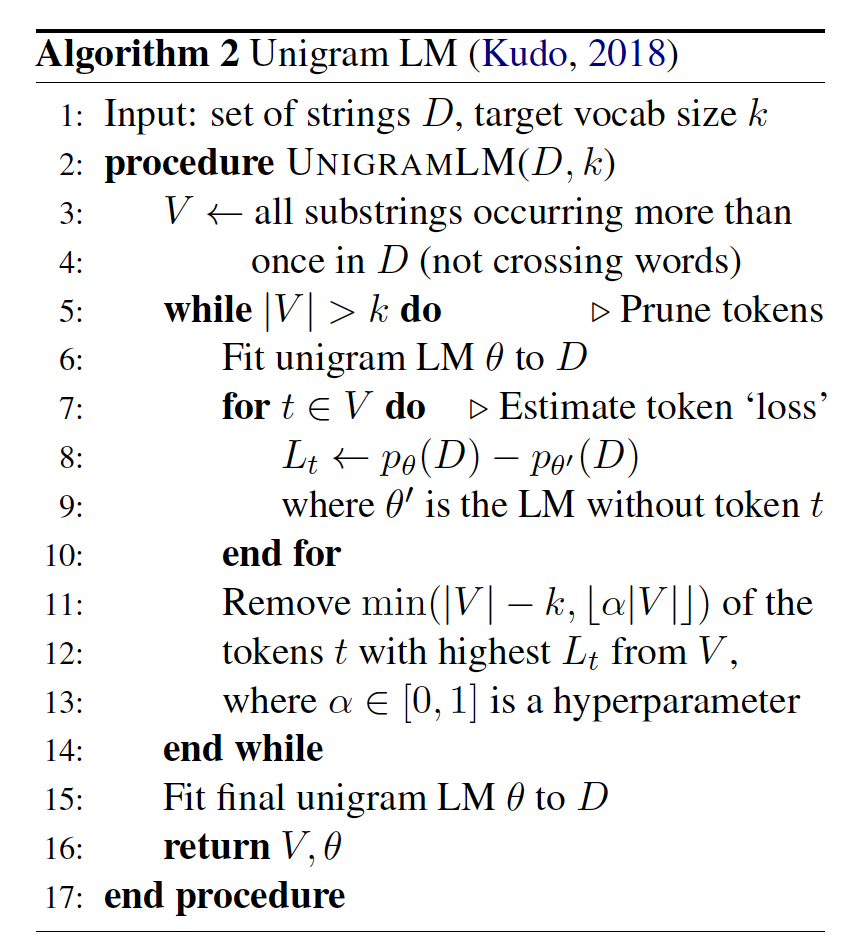 Algorithm 2 Unigram LM (Kudo, 2018)
1: Input: set of strings D, target vocab size k
2: procedure UNIGRAMLM(D, k)
3: V ← all substrings occurring more than
4: once in D (not crossing words)
5: while |V| > k do ▷ Prune tokens
6: Fit unigram LM θ to D
7: for t ∈ V do ▷ Estimate token ‘loss’
8: Lₜ ← p_θ(D) − p_θ′(D)
9: where θ′ is the LM without token t
10: end for
11: Remove min(|V| − k, ⌊α|V|⌋) of the
12: tokens t with highest Lₜ from V,
13: where α ∈ [0, 1] is a hyperparameter
14: end while
15: Fit final unigram LM θ to D
16: return V, θ
17: end procedure